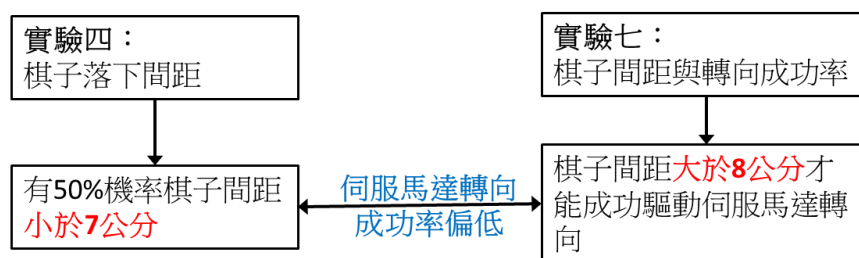 實驗四：
棋子落下間距
實驗七：
棋子間距與轉向成功率
有50%機率棋子間距
小於7公分
伺服馬達轉向
成功率偏低
棋子間距大於8公分才
能成功驅動伺服馬達轉
向